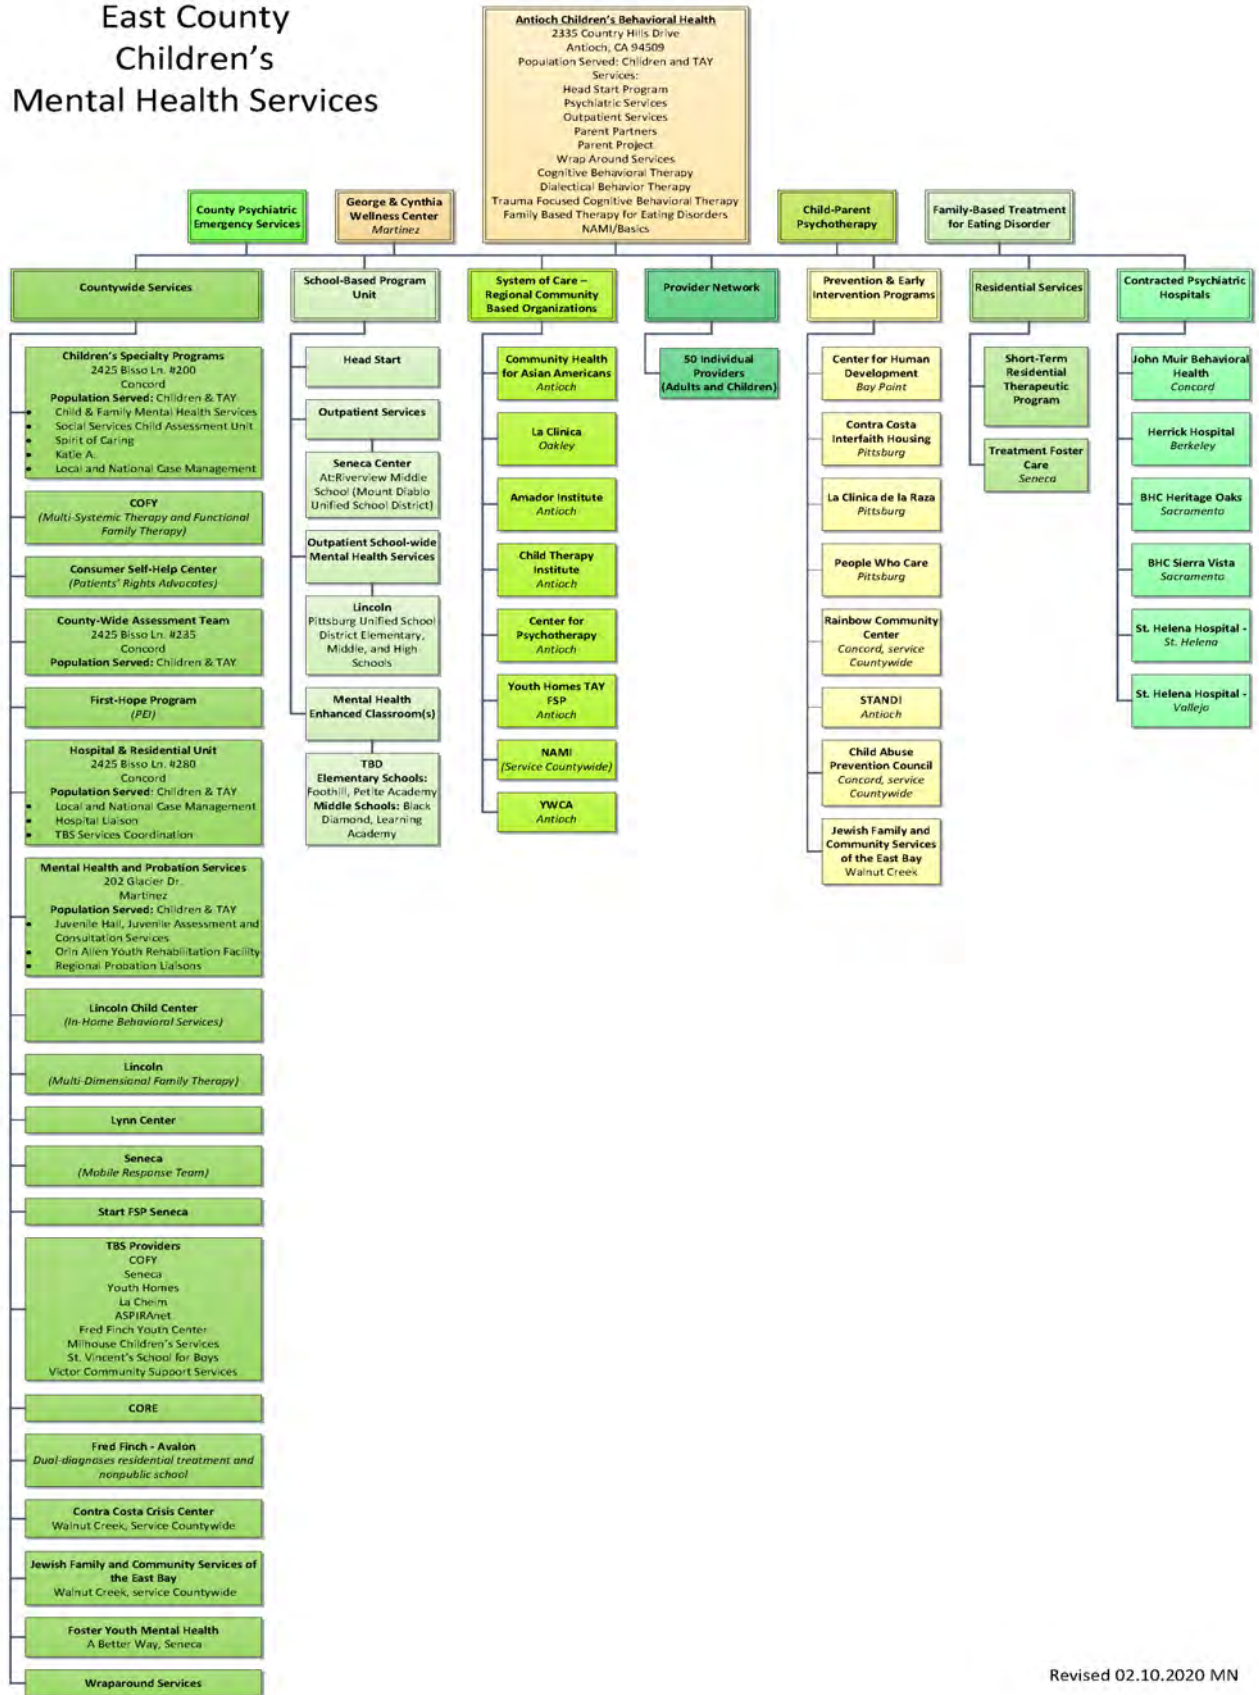 East County
Children's
Mental Health Services
Antioch Children's Behavioral Health
2335 Country Hills Drive
Antioch, CA 94509
Population Served: Children and TAY
Services:
Head Start Program
Psychiatric Services
Outpatient Services
Parent Partners
Parent Project
Wrap Around Services
Cognitive Behavioral Therapy
Dialectical Behavior Therapy
Trauma Focused Cognitive Behavioral Therapy
Family Based Therapy for Eating Disorders
NAMI/Basics
County Psychiatric
Emergency Services
George & Cynthia
Wellness Center
Martinez
Child-Parent
Psychotherapy
Family-Based Treatment
for Eating Disorder
Countywide Services
Children's Specialty Programs
2425 Bisso Ln. #200
Concord
Population Served: Children & TAY
• Child & Family Mental Health Services
• Social Services Child Assessment Unit
• Spirit of Caring
• Katie A.
• Local and National Case Management
COFY
(Multi-Systemic Therapy and Functional
Family Therapy)
Consumer Self-Help Center
(Patients' Rights Advocates)
County-Wide Assessment Team
2425 Bisso Ln. #235
Concord
Population Served: Children & TAY
First-Hope Program
(PEI)
Hospital & Residential Unit
2425 Bisso Ln. #280
Concord
Population Served: Children & TAY
• Local and National Case Management
• Hospital Liaison
• TBS Services Coordination
Mental Health and Probation Services
202 Glacier Dr.
Martinez
Population Served: Children & TAY
• Juvenile Hall, Juvenile Assessment and
Consultation Services
• Orin Allen Youth Rehabilitation Facility
• Regional Probation Liaisons
Lincoln Child Center
(In-Home Behavioral Services)
Lincoln
(Multi-Dimensional Family Therapy)
Lynn Center
Seneca
(Mobile Response Team)
Start FSP Seneca
TBS Providers
COFY
Seneca
Youth Homes
La Cheim
ASPIRAnet
Fred Finch Youth Center
Milhouse Children's Services
St. Vincent's School for Boys
Victor Community Support Services
CORE
Fred Finch - Avalon
Dual-diagnoses residential treatment and
nonpublic school
Contra Costa Crisis Center
Walnut Creek, Service Countywide
Jewish Family and Community Services of
the East Bay
Walnut Creek, service Countywide
Foster Youth Mental Health
A Better Way, Seneca
Wraparound Services
School-Based Program
Unit
Head Start
Outpatient Services
Seneca Center
At:Riverview Middle
School (Mount Diablo
Unified School District)
Outpatient School-wide
Mental Health Services
Lincoln
Pittsburg Unified School
District Elementary,
Middle, and High
Schools
Mental Health
Enhanced Classroom(s)
TBD
Elementary Schools:
Foothill, Petite Academy
Middle Schools: Black
Diamond, Learning
Academy
System of Care –
Regional Community
Based Organizations
Community Health
for Asian Americans
Antioch
La Clinica
Oakley
Amador Institute
Antioch
Child Therapy
Institute
Antioch
Center for
Psychotherapy
Antioch
Youth Homes TAY
FSP
Antioch
NAMI
(Service Countywide)
YWCA
Antioch
Provider Network
50 Individual
Providers
(Adults and Children)
Prevention & Early
Intervention Programs
Center for Human
Development
Bay Point
Contra Costa
Interfaith Housing
Pittsburg
La Clinica de la Raza
Pittsburg
People Who Care
Pittsburg
Rainbow Community
Center
Concord, service
Countywide
STAND!
Antioch
Child Abuse
Prevention Council
Concord, service
Countywide
Jewish Family and
Community Services
of the East Bay
Walnut Creek
Residential Services
Short-Term
Residential
Therapeutic
Program
Treatment Foster
Care
Seneca
Contracted Psychiatric
Hospitals
John Muir Behavioral
Health
Concord
Herrick Hospital
Berkeley
BHC Heritage Oaks
Sacramento
BHC Sierra Vista
Sacramento
St. Helena Hospital -
St. Helena
St. Helena Hospital -
Vallejo
Revised 02.10.2020 MN